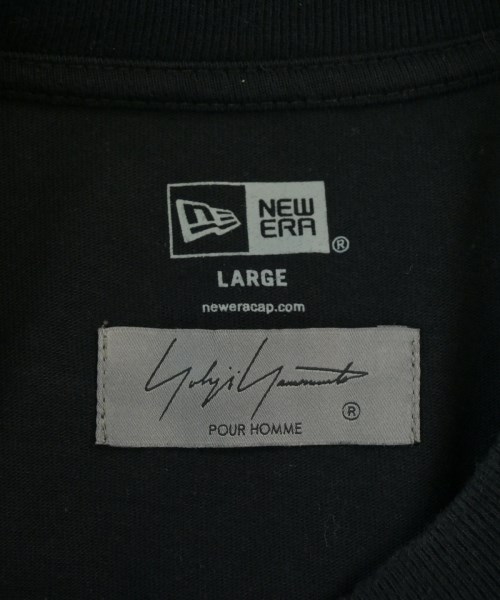 NEW
ERA
®
LARGE
neweracap.com
Yohji Yamamoto
®
POUR HOMME